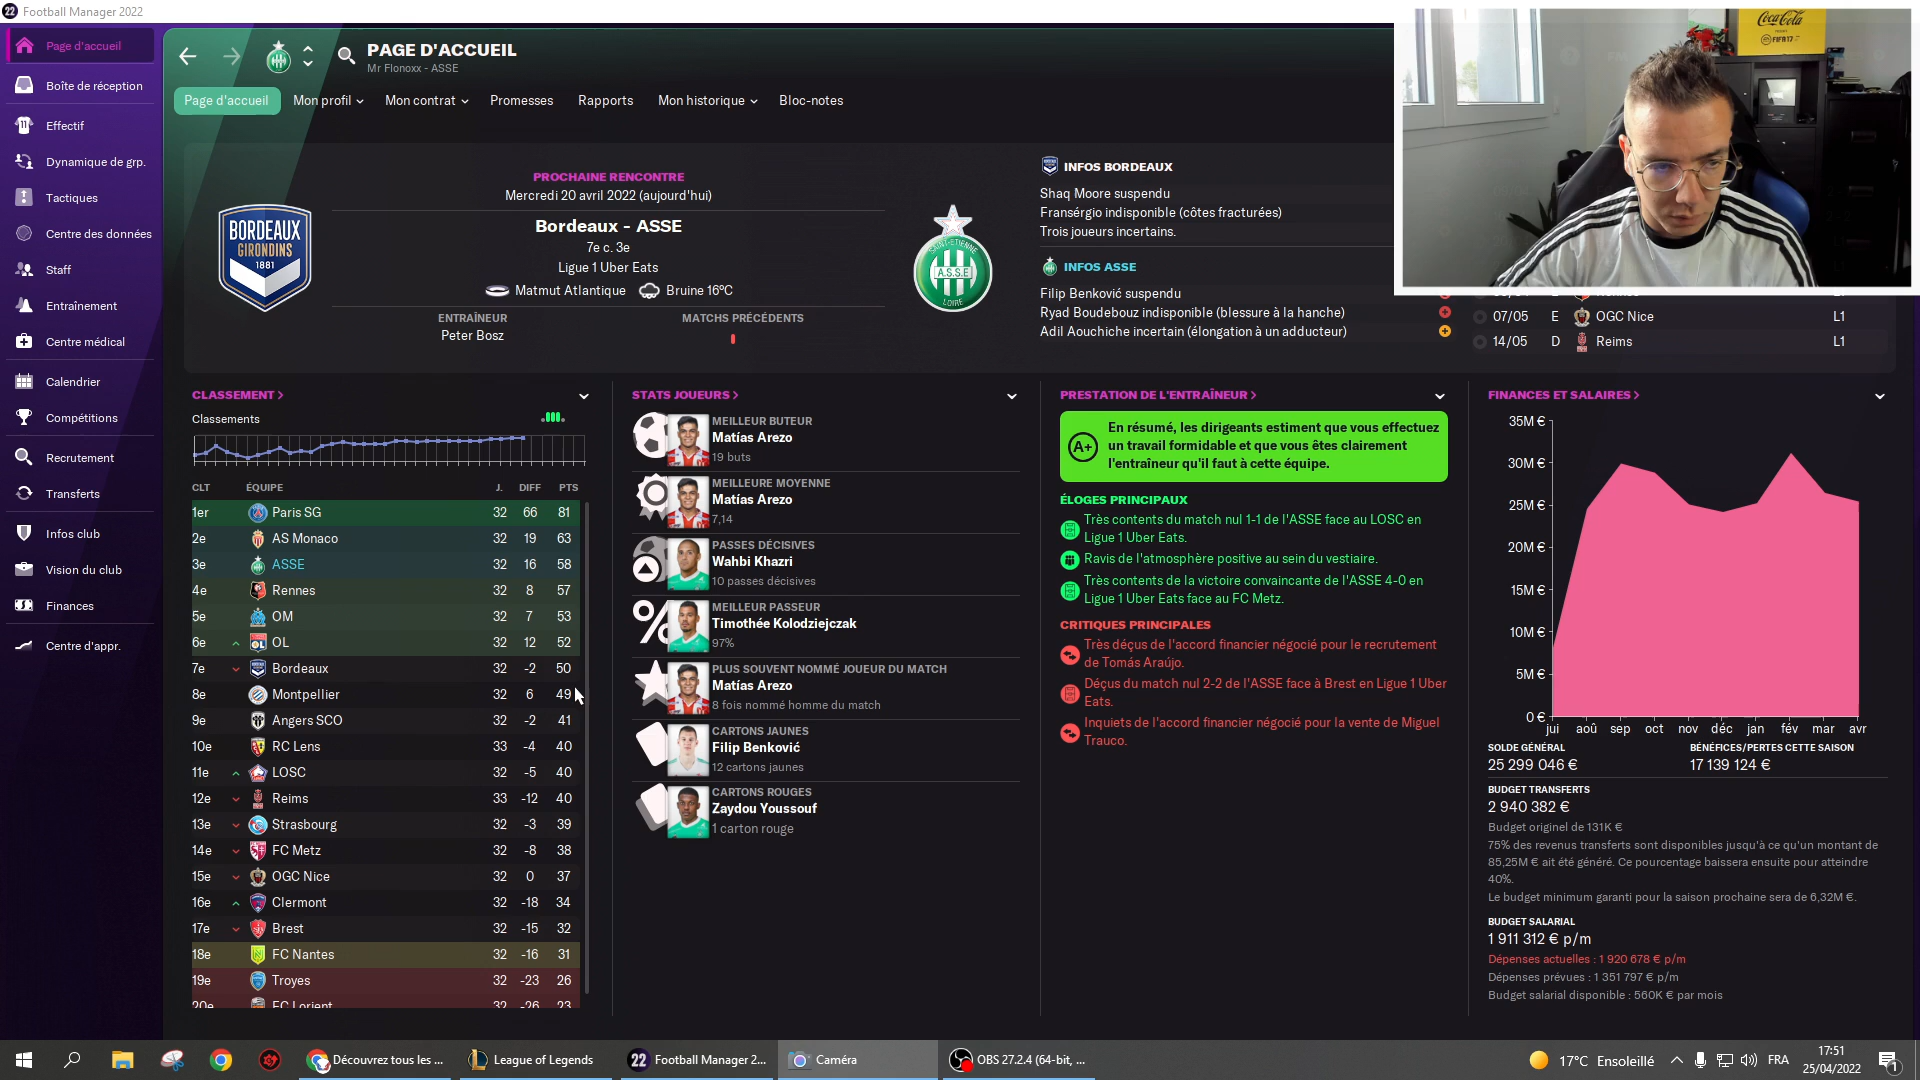 Football Manager 2022
Page d'accueil
Boîte de réception
Effectif
Dynamique de grp.
Tactiques
Centre des données
Staff
Entraînement
Centre médical
Calendrier
Compétitions
Recrutement
Transferts
Infos club
Vision du club
Finances
Centre d'appr.
PAGE D'ACCUEIL
Mr Flonoxx - ASSE
Page d'accueil Mon profil Mon contrat Promesses Rapports Mon historique Bloc-notes
BORDEAUX
GIRONDINS
1881
PROCHAINE RENCONTRE
Mercredi 20 avril 2022 (aujourd'hui)
Bordeaux - ASSE
7e c. 3e
Ligue 1 Uber Eats
Matmut Atlantique Bruine 16°C
ENTRAÎNEUR
Peter Bosz
MATCHS PRÉCÉDENTS
SAINT-ETIENNE
A.S.S.E
LOIRE
INFOS BORDEAUX
Shaq Moore suspendu
Fransérgio indisponible (côtes fracturées)
Trois joueurs incertains.
INFOS ASSE
Filip Benković suspendu
Ryad Boudebouz indisponible (blessure à la hanche)
Adil Aouchiche incertain (élongation à un adducteur)
Coca-Cola
FIFA 17
07/05 E OGC Nice L1
14/05 D Reims L1
CLASSEMENT
Classements
CLT ÉQUIPE J. DIFF PTS
1er Paris SG 32 66 81
2e AS Monaco 32 19 63
3e ASSE 32 16 58
4e Rennes 32 8 57
5e OM 32 7 53
6e OL 32 12 52
7e Bordeaux 32 -2 50
8e Montpellier 32 6 49
9e Angers SCO 32 -2 41
10e RC Lens 33 -4 40
11e LOSC 32 -5 40
12e Reims 33 -12 40
13e Strasbourg 32 -3 39
14e FC Metz 32 -8 38
15e OGC Nice 32 0 37
16e Clermont 32 -18 34
17e Brest 32 -15 32
18e FC Nantes 32 -16 31
19e Troyes 32 -23 26
20e FC Lorient 32 -26 23
STATS JOUEURS
MEILLEUR BUTEUR
Matías Arezo
19 buts
MEILLEURE MOYENNE
Matías Arezo
7,14
PASSES DÉCISIVES
Wahbi Khazri
10 passes décisives
MEILLEUR PASSEUR
Timothée Kolodziejczak
97%
PLUS SOUVENT NOMMÉ JOUEUR DU MATCH
Matías Arezo
8 fois nommé homme du match
CARTONS JAUNES
Filip Benković
12 cartons jaunes
CARTONS ROUGES
Zaydou Youssouf
1 carton rouge
PRESTATION DE L'ENTRAÎNEUR
A+
En résumé, les dirigeants estiment que vous effectuez
un travail formidable et que vous êtes clairement
l'entraîneur qu'il faut à cette équipe.
ÉLOGES PRINCIPAUX
Très contents du match nul 1-1 de l'ASSE face au LOSC en
Ligue 1 Uber Eats.
Ravis de l'atmosphère positive au sein du vestiaire.
Très contents de la victoire convaincante de l'ASSE 4-0 en
Ligue 1 Uber Eats face au FC Metz.
CRITIQUES PRINCIPALES
Très déçus de l'accord financier négocié pour le recrutement
de Tomás Araújo.
Déçus du match nul 2-2 de l'ASSE face à Brest en Ligue 1 Uber
Eats.
Inquiets de l'accord financier négocié pour la vente de Miguel
Trauco.
FINANCES ET SALAIRES
35M €
30M €
25M €
20M €
15M €
10M €
5M €
0 €
jui aoû sep oct nov déc jan fév mar avr
SOLDE GÉNÉRAL
25 299 046 €
BÉNÉFICES/PERTES CETTE SAISON
17 139 124 €
BUDGET TRANSFERTS
2 940 382 €
Budget originel de 131K €
75% des revenus transferts sont disponibles jusqu'à ce qu'un montant de
85,25M € ait été généré. Ce pourcentage baissera ensuite pour atteindre
40%.
Le budget minimum garanti pour la saison prochaine sera de 6,32M €.
BUDGET SALARIAL
1 911 312 € p/m
Dépenses actuelles : 1 920 678 € p/m
Dépenses prévues : 1 351 797 € p/m
Budget salarial disponible : 560K € par mois
Découvrez tous les ... League of Legends 22 Football Manager 2... Caméra OBS 27.2.4 (64-bit, ... 17°C Ensoleillé FRA 17:51
25/04/2022
1